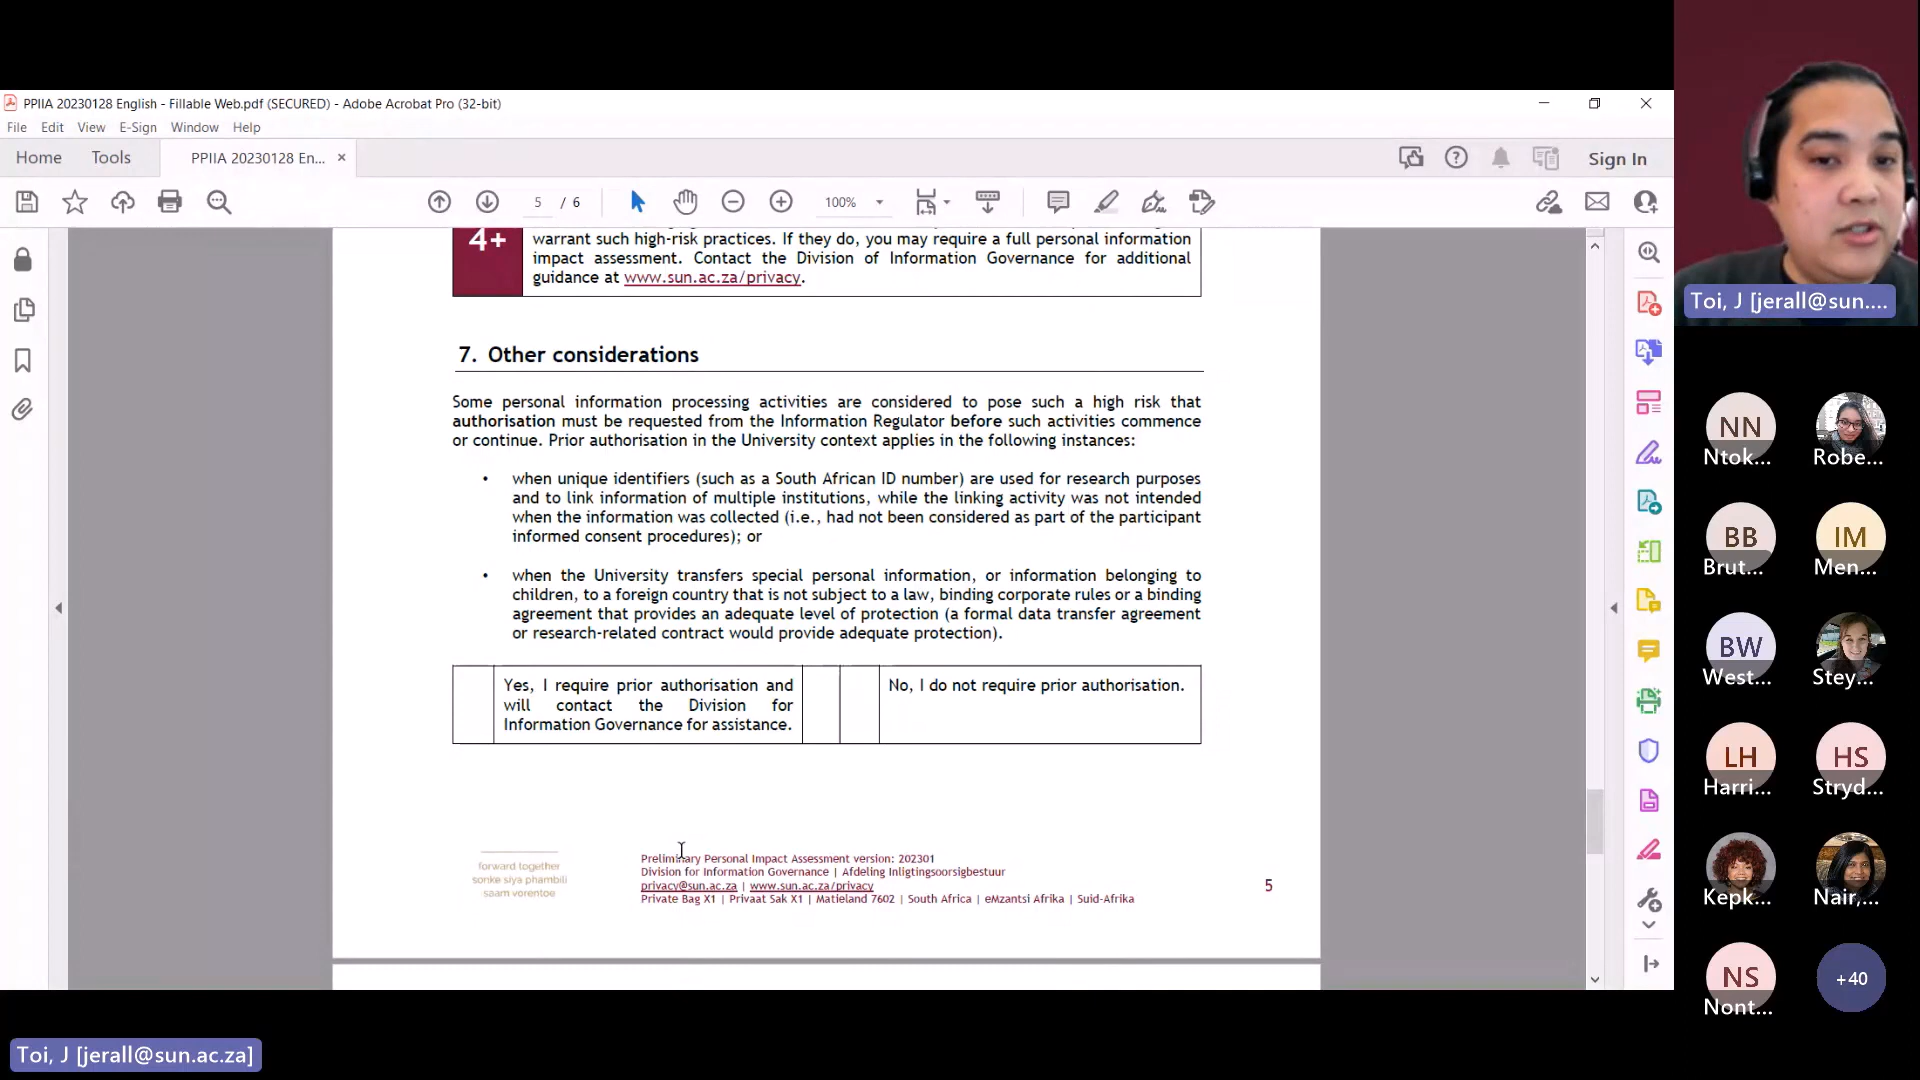 PPIIA 20230128 English - Fillable Web.pdf (SECURED) - Adobe Acrobat Pro (32-bit)
File Edit View E-Sign Window Help
Home Tools PPIIA 20230128 En... × Sign In
5 / 6 100%
4+
warrant such high-risk practices. If they do, you may require a full personal information
impact assessment. Contact the Division of Information Governance for additional
guidance at www.sun.ac.za/privacy.
7. Other considerations
Some personal information processing activities are considered to pose such a high risk that
authorisation must be requested from the Information Regulator before such activities commence
or continue. Prior authorisation in the University context applies in the following instances:
• when unique identifiers (such as a South African ID number) are used for research purposes
and to link information of multiple institutions, while the linking activity was not intended
when the information was collected (i.e., had not been considered as part of the participant
informed consent procedures); or
• when the University transfers special personal information, or information belonging to
children, to a foreign country that is not subject to a law, binding corporate rules or a binding
agreement that provides an adequate level of protection (a formal data transfer agreement
or research-related contract would provide adequate protection).
Yes, I require prior authorisation and
will contact the Division for
Information Governance for assistance.
No, I do not require prior authorisation.
forward together
sonke siya phambili
saam vorentoe
Preliminary Personal Impact Assessment version: 202301
Division for Information Governance | Afdeling Inligtingsoorsigbestuur
privacy@sun.ac.za | www.sun.ac.za/privacy
Private Bag X1 | Privaat Sak X1 | Matieland 7602 | South Africa | eMzantsi Afrika | Suid-Afrika
5
Toi, J [jerall@sun....
NN
Ntok... Robe...
BB IM
Brut... Men...
BW
West... Stey...
LH HS
Harri... Stryd...
Kepk... Nair,...
NS +40
Nont...
Toi, J [jerall@sun.ac.za]